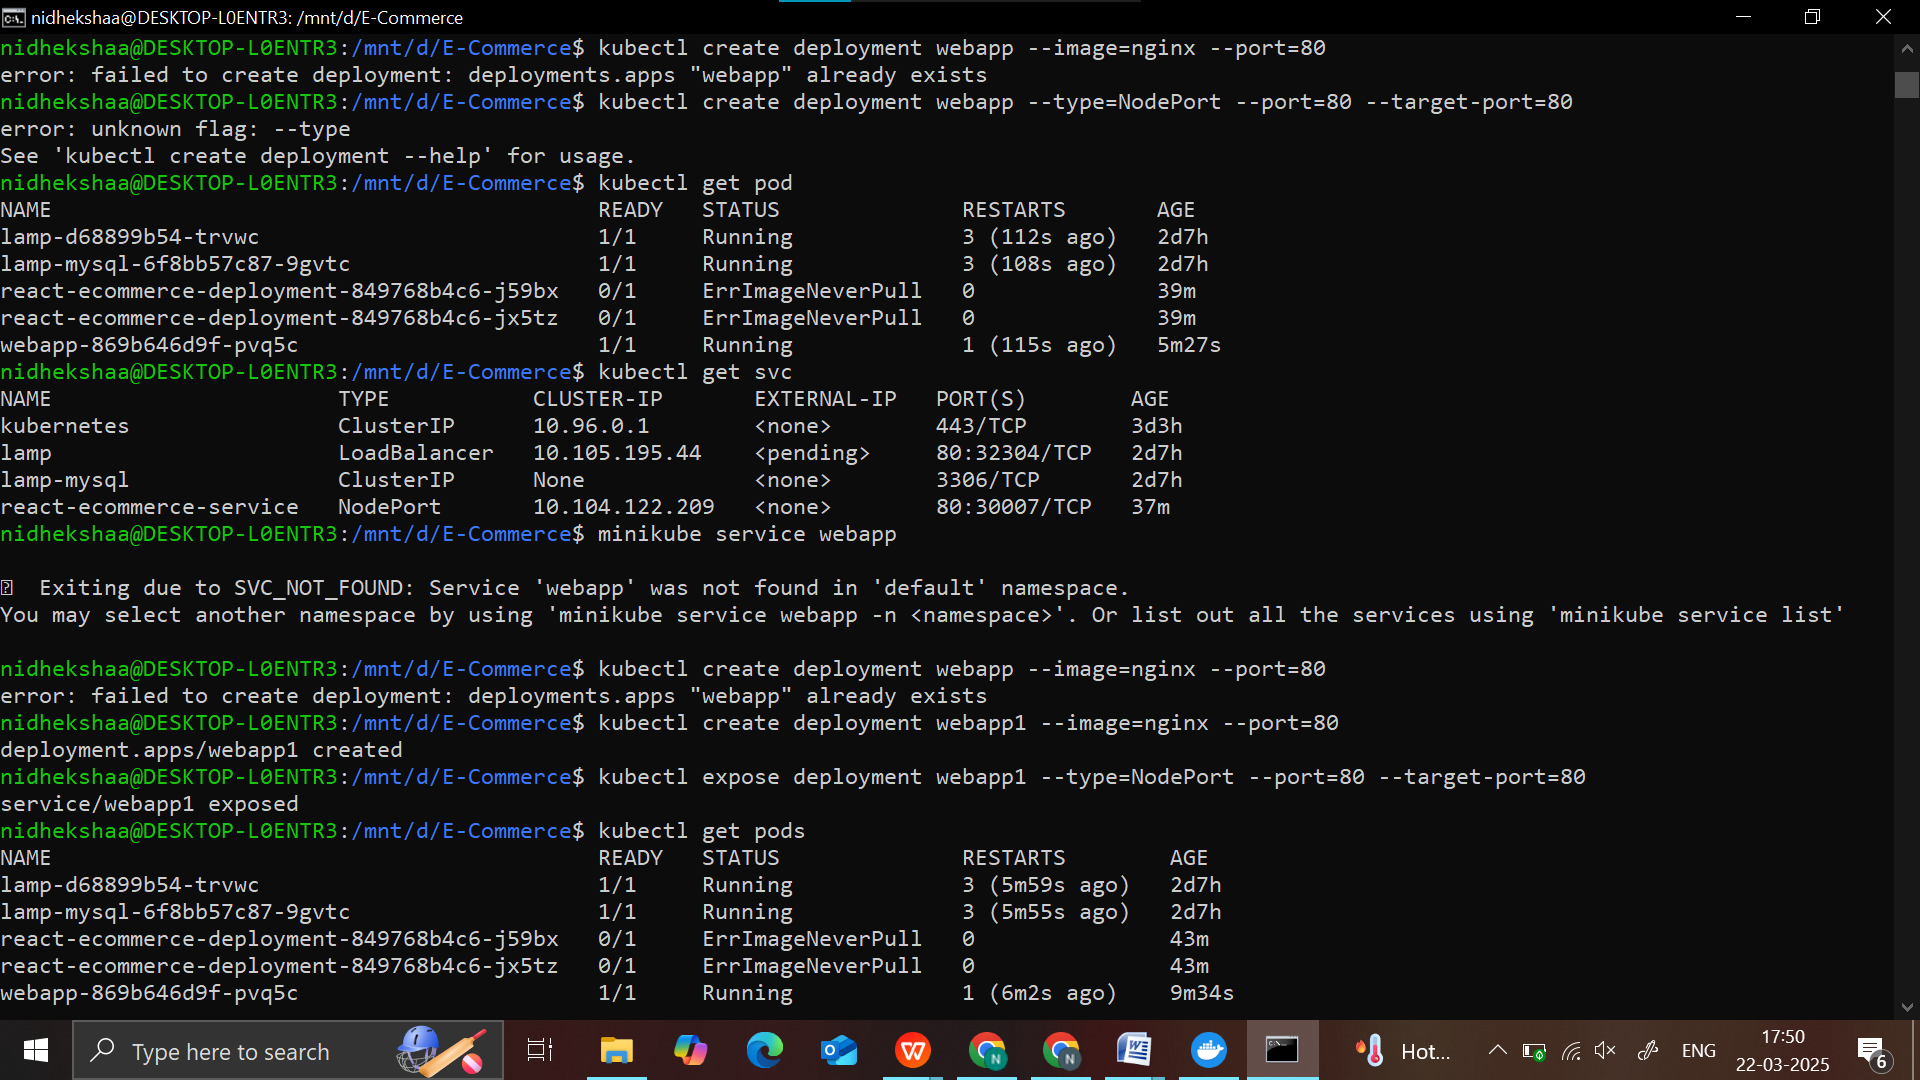 nidhekshaa@DESKTOP-L0ENTR3: /mnt/d/E-Commerce
nidhekshaa@DESKTOP-L0ENTR3:/mnt/d/E-Commerce$ kubectl create deployment webapp --image=nginx --port=80
error: failed to create deployment: deployments.apps "webapp" already exists
nidhekshaa@DESKTOP-L0ENTR3:/mnt/d/E-Commerce$ kubectl create deployment webapp --type=NodePort --port=80 --target-port=80
error: unknown flag: --type
See 'kubectl create deployment --help' for usage.
nidhekshaa@DESKTOP-L0ENTR3:/mnt/d/E-Commerce$ kubectl get pod
NAME READY STATUS RESTARTS AGE
lamp-d68899b54-trvwc 1/1 Running 3 (112s ago) 2d7h
lamp-mysql-6f8bb57c87-9gvtc 1/1 Running 3 (108s ago) 2d7h
react-ecommerce-deployment-849768b4c6-j59bx 0/1 ErrImageNeverPull 0 39m
react-ecommerce-deployment-849768b4c6-jx5tz 0/1 ErrImageNeverPull 0 39m
webapp-869b646d9f-pvq5c 1/1 Running 1 (115s ago) 5m27s
nidhekshaa@DESKTOP-L0ENTR3:/mnt/d/E-Commerce$ kubectl get svc
NAME TYPE CLUSTER-IP EXTERNAL-IP PORT(S) AGE
kubernetes ClusterIP 10.96.0.1 <none> 443/TCP 3d3h
lamp LoadBalancer 10.105.195.44 <pending> 80:32304/TCP 2d7h
lamp-mysql ClusterIP None <none> 3306/TCP 2d7h
react-ecommerce-service NodePort 10.104.122.209 <none> 80:30007/TCP 37m
nidhekshaa@DESKTOP-L0ENTR3:/mnt/d/E-Commerce$ minikube service webapp
Exiting due to SVC_NOT_FOUND: Service 'webapp' was not found in 'default' namespace.
You may select another namespace by using 'minikube service webapp -n <namespace>'. Or list out all the services using 'minikube service list'
nidhekshaa@DESKTOP-L0ENTR3:/mnt/d/E-Commerce$ kubectl create deployment webapp --image=nginx --port=80
error: failed to create deployment: deployments.apps "webapp" already exists
nidhekshaa@DESKTOP-L0ENTR3:/mnt/d/E-Commerce$ kubectl create deployment webapp1 --image=nginx --port=80
deployment.apps/webapp1 created
nidhekshaa@DESKTOP-L0ENTR3:/mnt/d/E-Commerce$ kubectl expose deployment webapp1 --type=NodePort --port=80 --target-port=80
service/webapp1 exposed
nidhekshaa@DESKTOP-L0ENTR3:/mnt/d/E-Commerce$ kubectl get pods
NAME READY STATUS RESTARTS AGE
lamp-d68899b54-trvwc 1/1 Running 3 (5m59s ago) 2d7h
lamp-mysql-6f8bb57c87-9gvtc 1/1 Running 3 (5m55s ago) 2d7h
react-ecommerce-deployment-849768b4c6-j59bx 0/1 ErrImageNeverPull 0 43m
react-ecommerce-deployment-849768b4c6-jx5tz 0/1 ErrImageNeverPull 0 43m
webapp-869b646d9f-pvq5c 1/1 Running 1 (6m2s ago) 9m34s
Type here to search
Hot...
ENG
17:50
22-03-2025
6